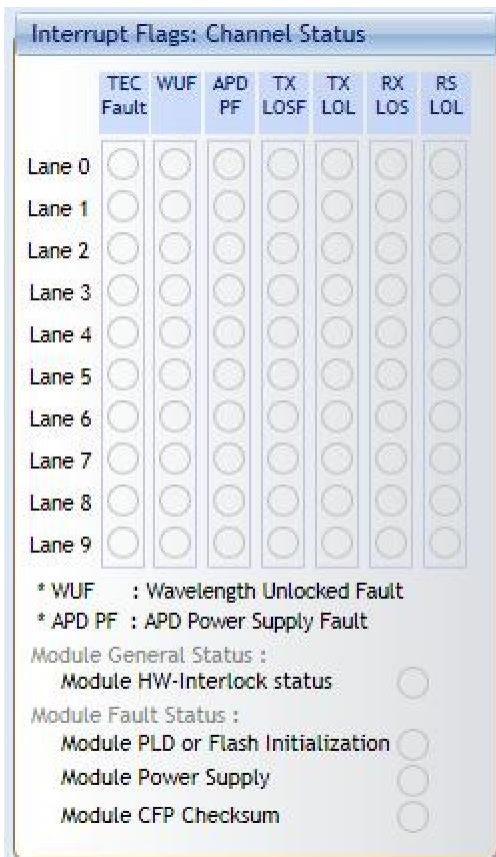 Interrupt Flags: Channel Status
TEC WUF APD TX TX RX RS
Fault PF LOSF LOL LOS LOL
Lane 0
Lane 1
Lane 2
Lane 3
Lane 4
Lane 5
Lane 6
Lane 7
Lane 8
Lane 9
* WUF : Wavelength Unlocked Fault
* APD PF : APD Power Supply Fault
Module General Status :
Module HW-Interlock status
Module Fault Status :
Module PLD or Flash Initialization
Module Power Supply
Module CFP Checksum